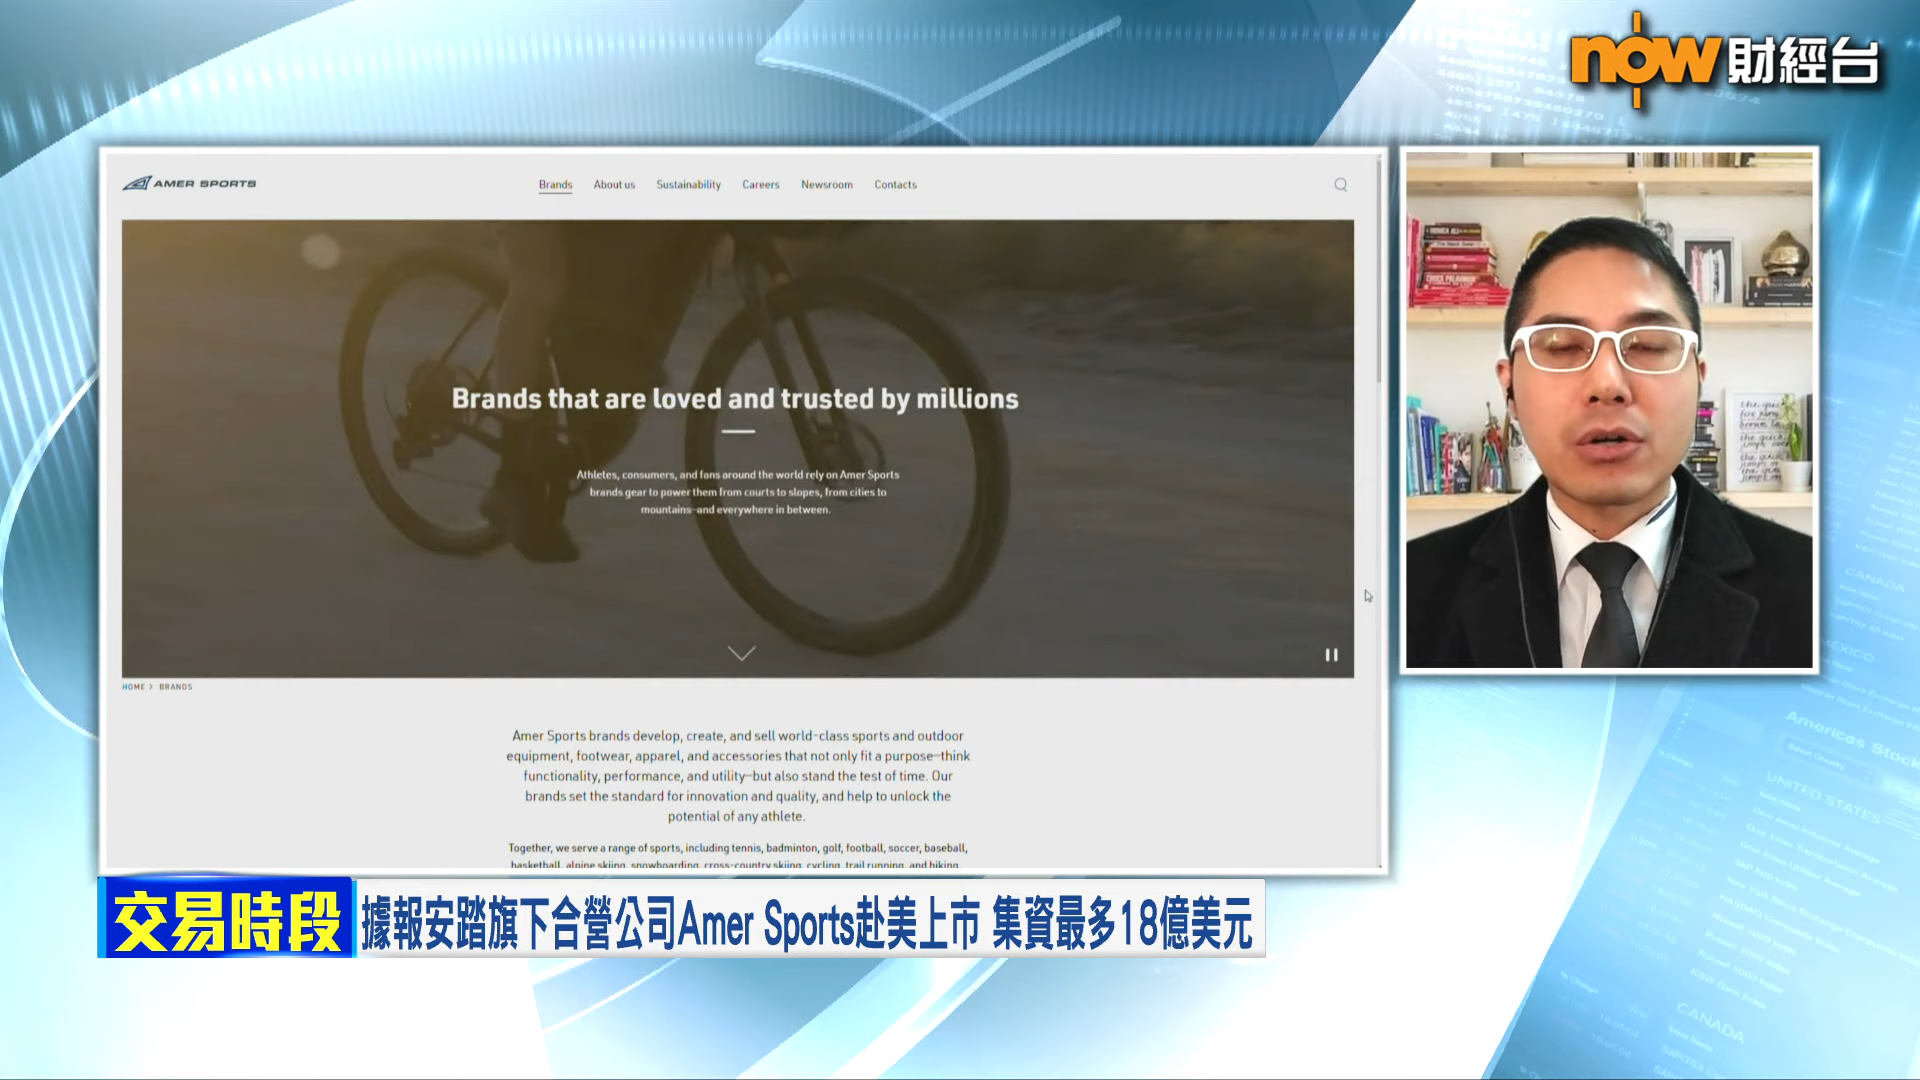 now 財經台
AMER SPORTS
Brands About us Sustainability Careers Newsroom Contacts
Brands that are loved and trusted by millions
Athletes, consumers, and fans around the world rely on Amer Sports
brands gear to power them from courts to slopes, from cities to
mountains—and everywhere in between.
HOME > BRANDS
Amer Sports brands develop, create, and sell world-class sports and outdoor
equipment, footwear, apparel, and accessories that not only fit a purpose—think
functionality, performance, and utility—but also stand the test of time. Our
brands set the standard for innovation and quality, and help to unlock the
potential of any athlete.
Together, we serve a range of sports, including tennis, badminton, golf, football, soccer, baseball,
basketball, alpine skiing, snowboarding, cross-country skiing, cycling, trail running, and hiking.
交易時段
據報安踏旗下合營公司Amer Sports赴美上市 集資最多18億美元
Americas Stock
UNITED STATES
CANADA
MEXICO
CANADA